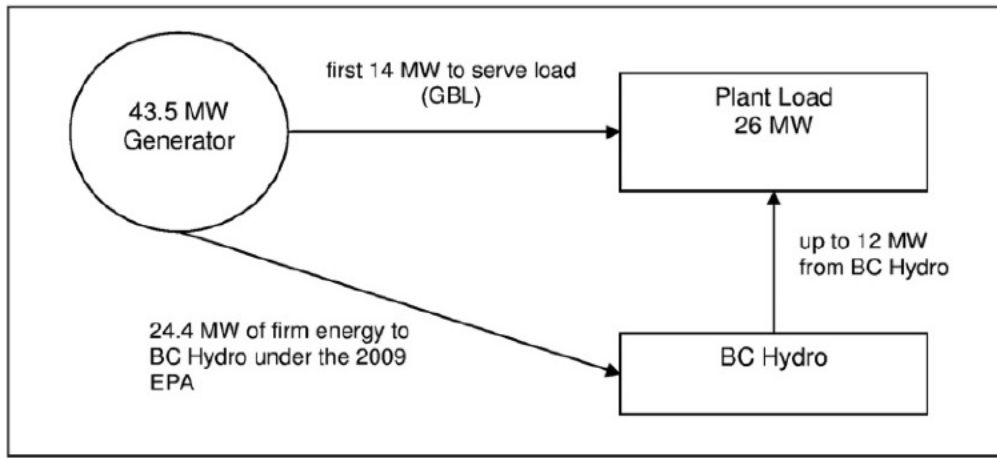 43.5 MW
Generator
first 14 MW to serve load
(GBL)
Plant Load
26 MW
up to 12 MW
from BC Hydro
24.4 MW of firm energy to
BC Hydro under the 2009
EPA
BC Hydro